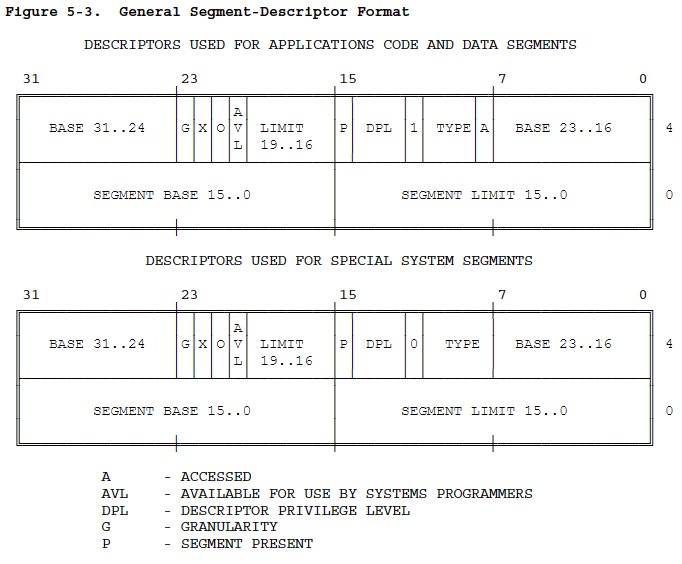 Figure 5-3. General Segment-Descriptor Format
DESCRIPTORS USED FOR APPLICATIONS CODE AND DATA SEGMENTS
31 23 15 7 0
BASE 31..24 G X O AVL LIMIT 19..16 P DPL 1 TYPE A BASE 23..16 4
SEGMENT BASE 15..0 SEGMENT LIMIT 15..0 0
DESCRIPTORS USED FOR SPECIAL SYSTEM SEGMENTS
31 23 15 7 0
BASE 31..24 G X O AVL LIMIT 19..16 P DPL 0 TYPE BASE 23..16 4
SEGMENT BASE 15..0 SEGMENT LIMIT 15..0 0
A - ACCESSED
AVL - AVAILABLE FOR USE BY SYSTEMS PROGRAMMERS
DPL - DESCRIPTOR PRIVILEGE LEVEL
G - GRANULARITY
P - SEGMENT PRESENT